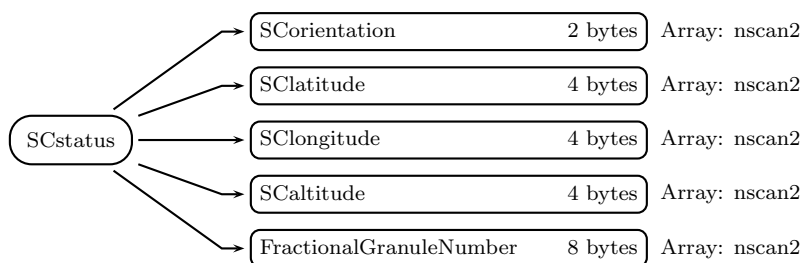 SCorientation 2 bytes Array: nscan2
SClatitude 4 bytes Array: nscan2
SCstatus
SClongitude 4 bytes Array: nscan2
SCaltitude 4 bytes Array: nscan2
FractionalGranuleNumber 8 bytes Array: nscan2